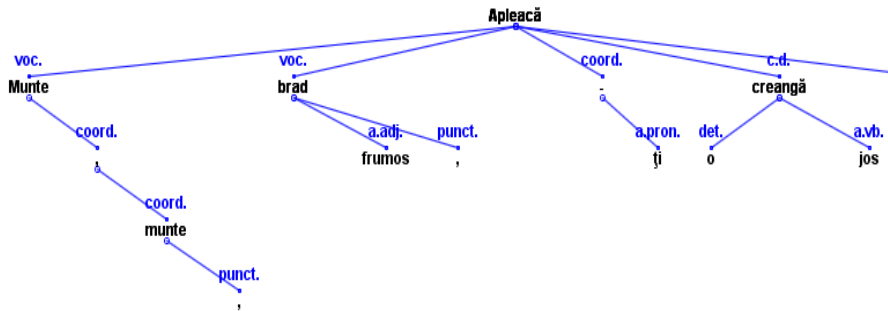 Apleacă
voc. voc. coord. c.d.
Munte brad - creangă
coord. a.adj. punct. a.pron. det. a.vb.
, frumos , ţi o jos
coord.
munte
punct.
,